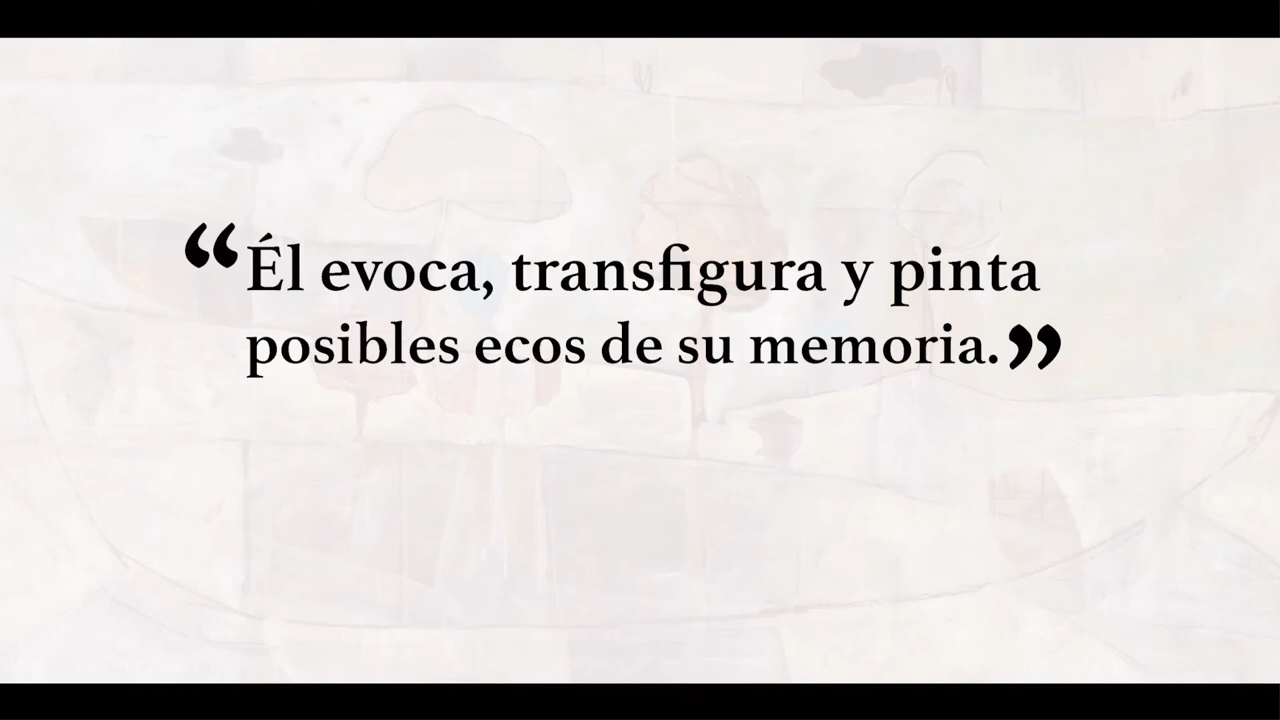 “Él evoca, transfigura y pinta
posibles ecos de su memoria.”